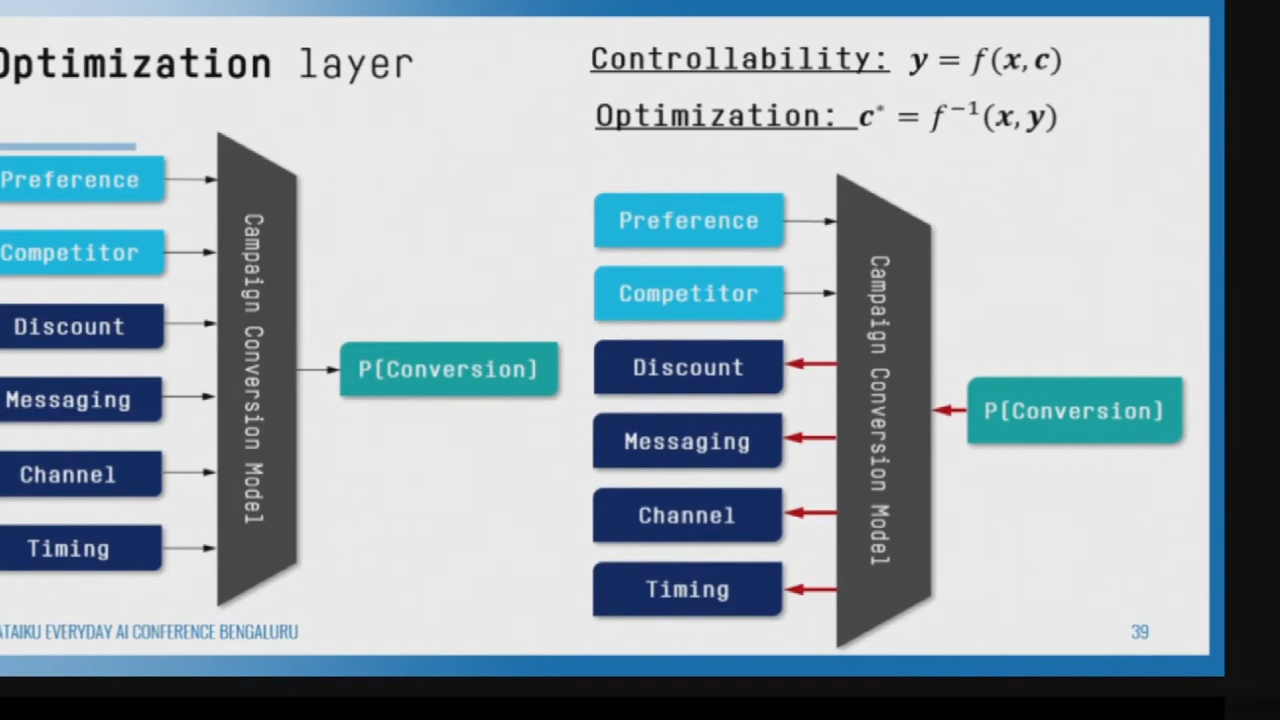 Optimization layer
Controllability: y = f(x, c)
Optimization: c* = f⁻¹(x, y)
Preference
Competitor
Discount
Messaging
Channel
Timing
Campaign Conversion Model
P[Conversion]
Preference
Competitor
Discount
Messaging
Channel
Timing
Campaign Conversion Model
P[Conversion]
ATAIKU EVERYDAY AI CONFERENCE BENGALURU
39